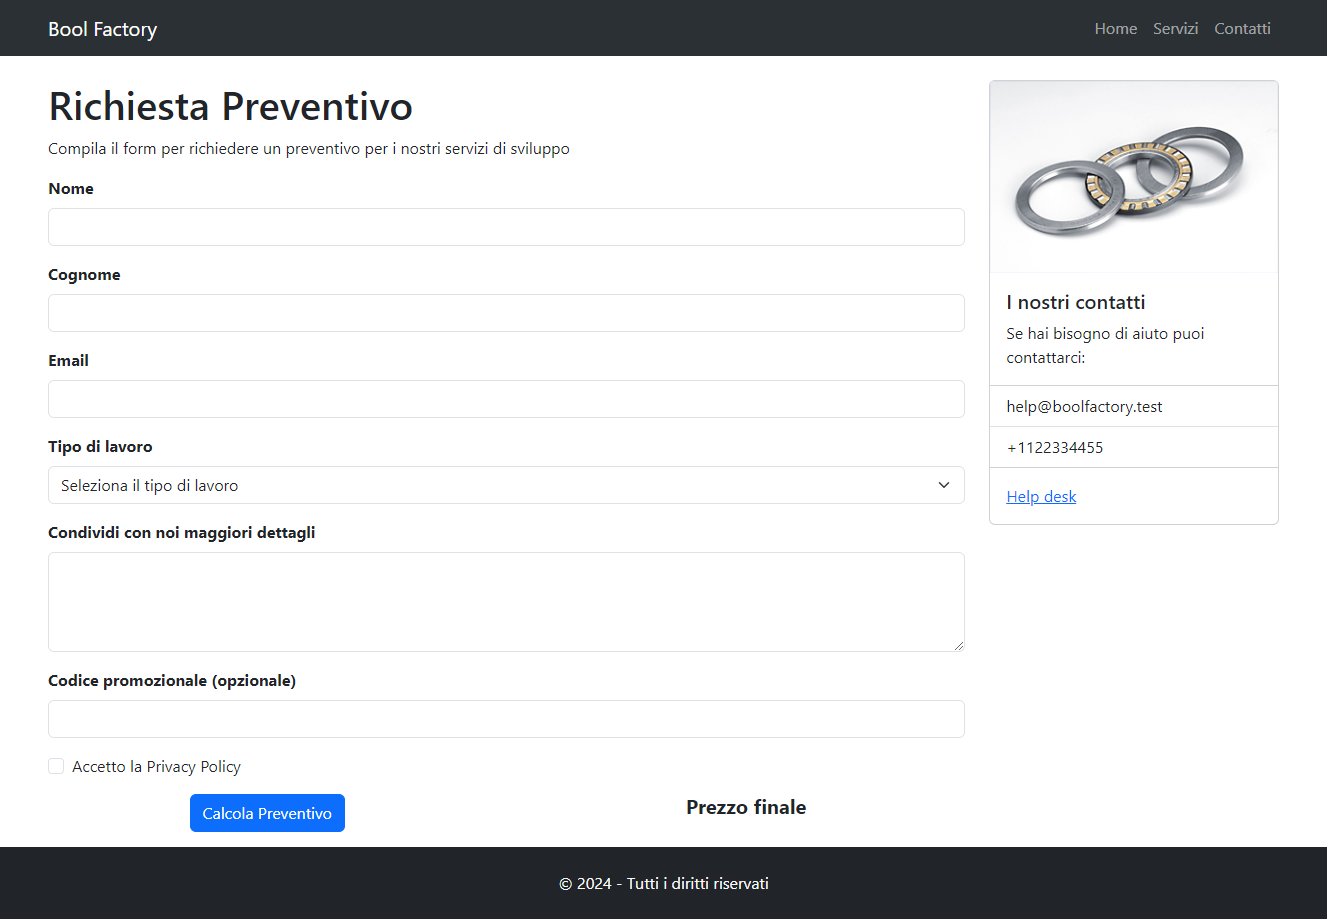 Bool Factory
Home Servizi Contatti
Richiesta Preventivo
Compila il form per richiedere un preventivo per i nostri servizi di sviluppo
Nome
Cognome
Email
Tipo di lavoro
Seleziona il tipo di lavoro
Condividi con noi maggiori dettagli
Codice promozionale (opzionale)
Accetto la Privacy Policy
Calcola Preventivo
Prezzo finale
I nostri contatti
Se hai bisogno di aiuto puoi
contattarci:
help@boolfactory.test
+1122334455
Help desk
© 2024 - Tutti i diritti riservati